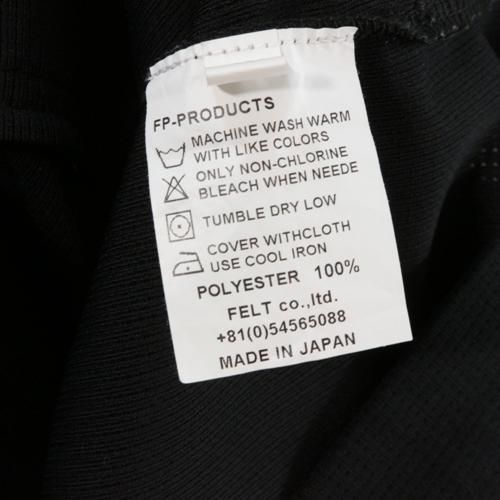 FP-PRODUCTS
MACHINE WASH WARM
WITH LIKE COLORS
ONLY NON-CHLORINE
BLEACH WHEN NEEDE
TUMBLE DRY LOW
COVER WITHCLOTH
USE COOL IRON
POLYESTER 100%
FELT co.,ltd.
+81(0)54565088
MADE IN JAPAN